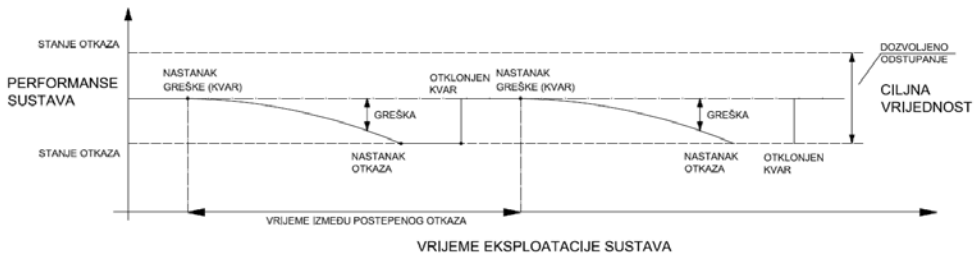 STANJE OTKAZA
DOZVOLJENO
ODSTUPANJE
PERFORMANSE
SUSTAVA
NASTANAK
GREŠKE (KVAR)
OTKLONJEN
KVAR
NASTANAK
GREŠKE (KVAR)
CILJNA
VRIJEDNOST
GREŠKA
GREŠKA
STANJE OTKAZA
NASTANAK
OTKAZA
NASTANAK
OTKAZA
OTKLONJEN
KVAR
VRIJEME IZMEĐU POSTEPENOG OTKAZA
VRIJEME EKSPLOATACIJE SUSTAVA